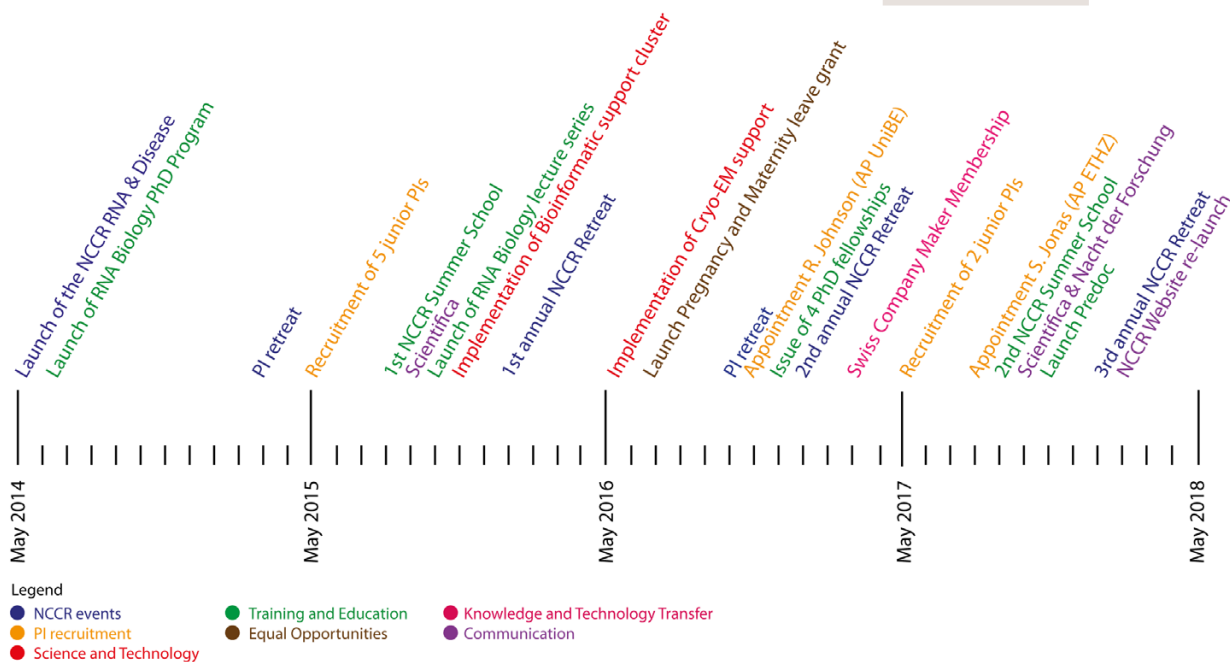 Launch of the NCCR RNA & Disease
Launch of RNA Biology PhD Program
PI retreat
Recruitment of 5 junior PIs
1st NCCR Summer School
Scientifica
Launch of RNA Biology lecture series
Implementation of Bioinformatic support cluster
1st annual NCCR Retreat
Implementation of Cryo-EM support
Launch Pregnancy and Maternity leave grant
PI retreat
Appointment R. Johnson (AP UniBE)
Issue of 4 PhD fellowships
2nd annual NCCR Retreat
Swiss Company Maker Membership
Recruitment of 2 junior PIs
Appointment S. Jonas (AP ETHZ)
2nd NCCR Summer School
Scientifica & Nacht der Forschung
Launch Predoc
3rd annual NCCR Retreat
NCCR Website re-launch
May 2014
May 2015
May 2016
May 2017
May 2018
Legend
NCCR events
PI recruitment
Science and Technology
Training and Education
Equal Opportunities
Knowledge and Technology Transfer
Communication